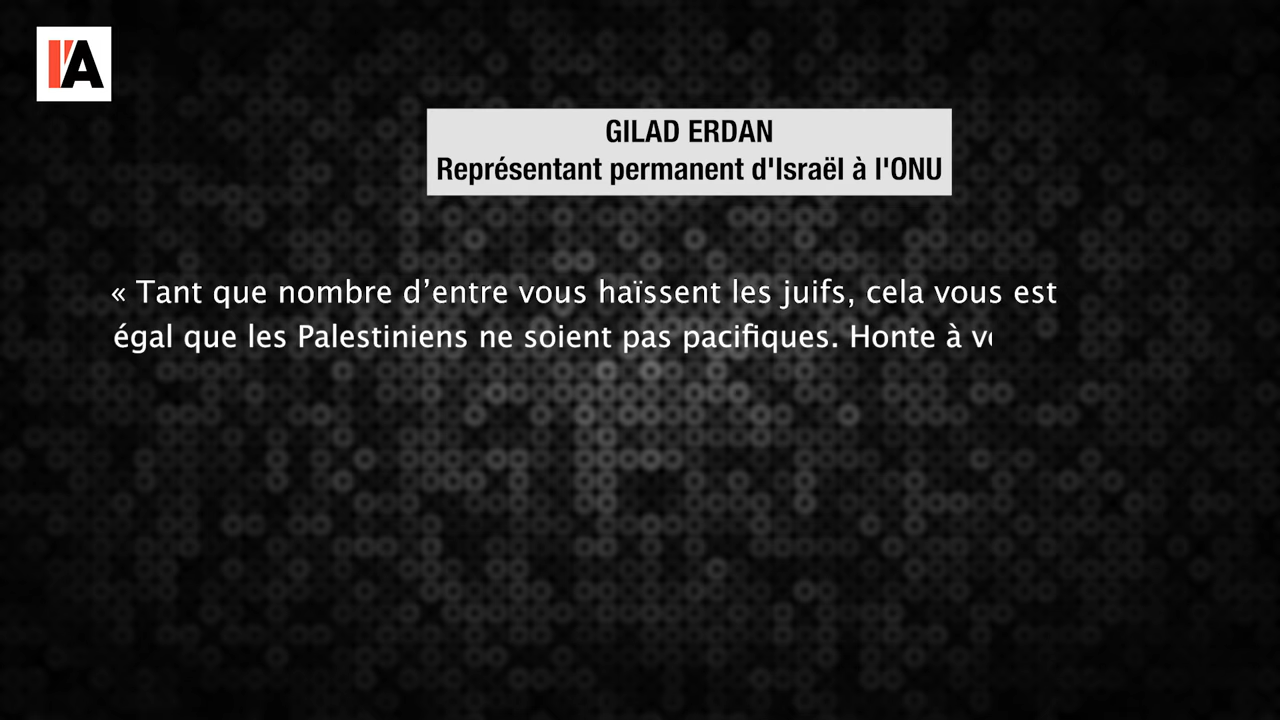 l'A
GILAD ERDAN
Représentant permanent d'Israël à l'ONU
« Tant que nombre d’entre vous haïssent les juifs, cela vous est
égal que les Palestiniens ne soient pas pacifiques. Honte à